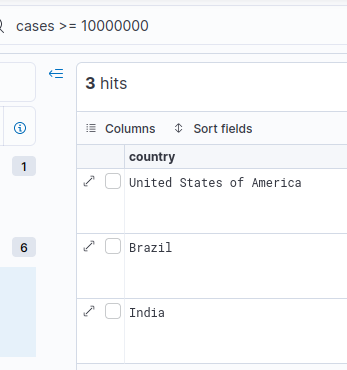 cases >= 10000000
3 hits
Columns Sort fields
country
1
United States of America
6
Brazil
India